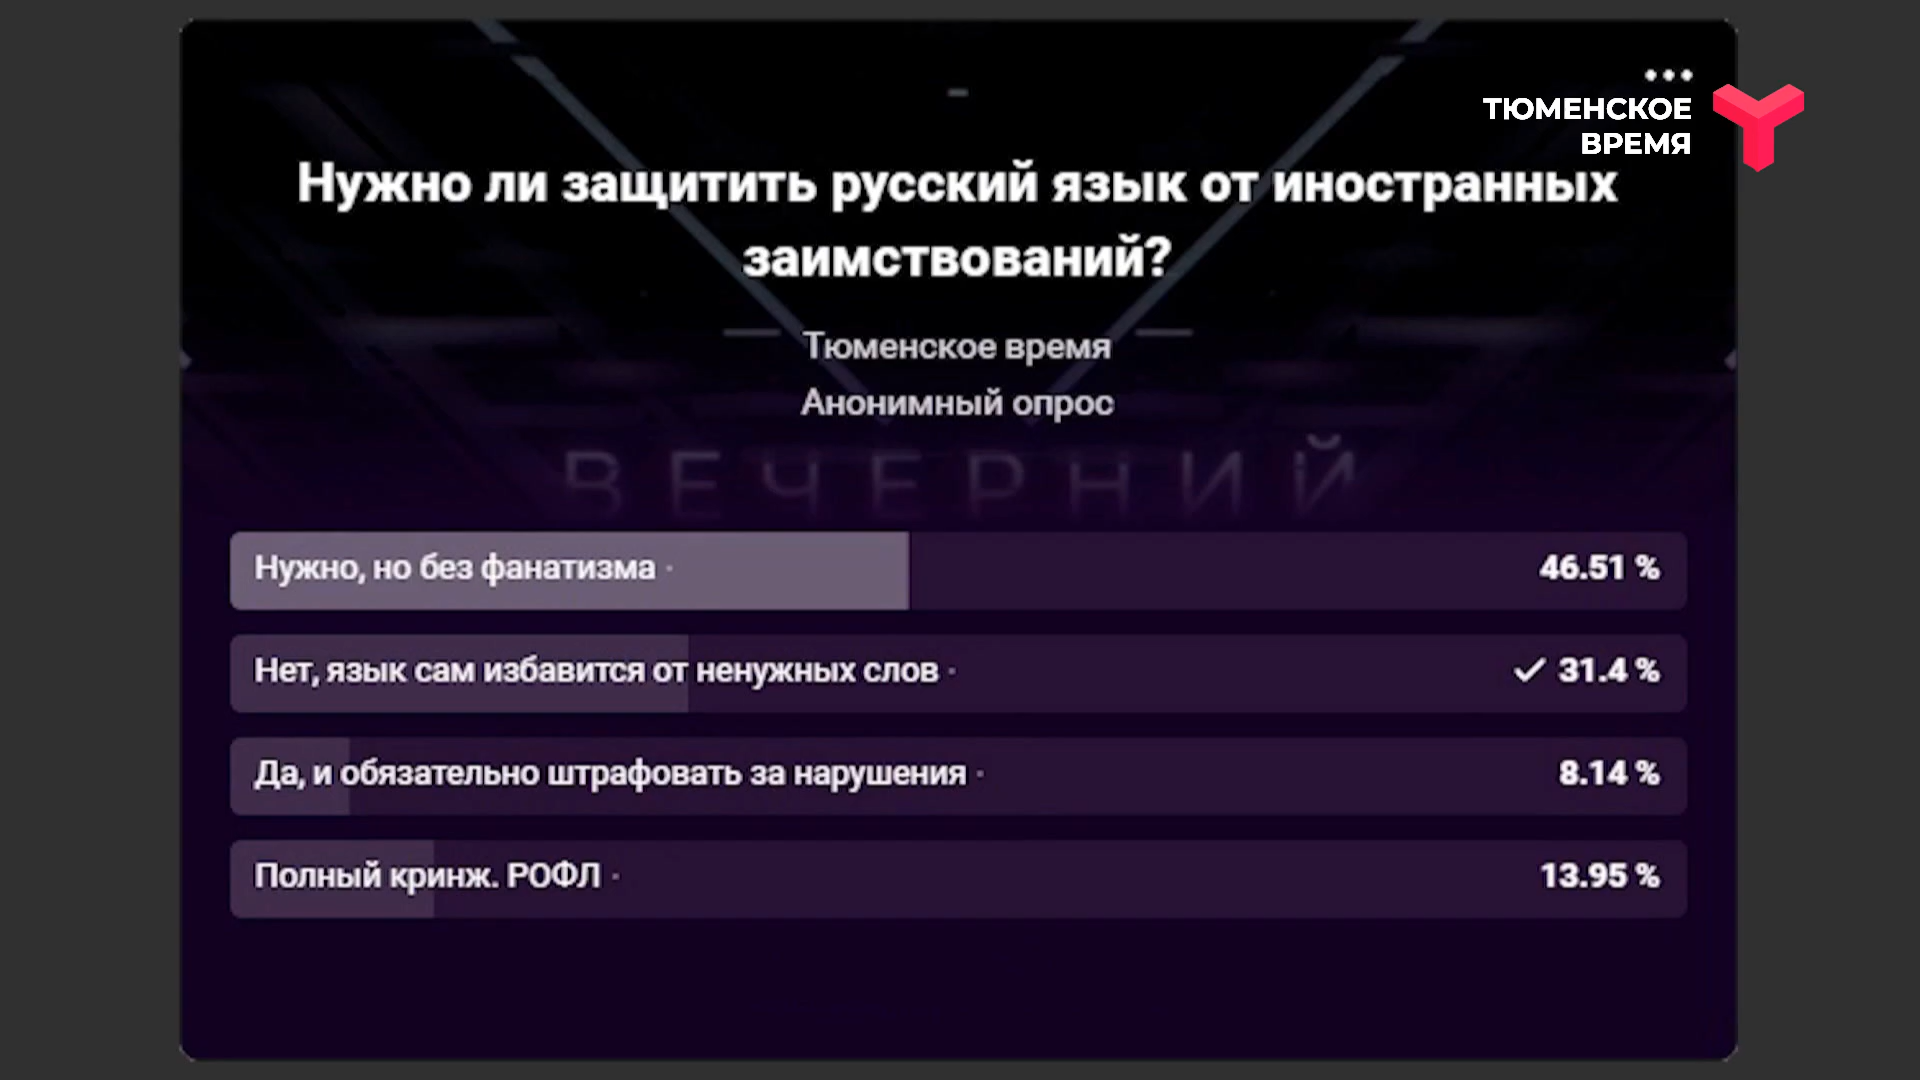 ТЮМЕНСКОЕ
ВРЕМЯ
Нужно ли защитить русский язык от иностранных
заимствований?
Тюменское время
Анонимный опрос
ВЕЧЕРНИЙ
Нужно, но без фанатизма · 46.51 %
Нет, язык сам избавится от ненужных слов · ✓ 31.4 %
Да, и обязательно штрафовать за нарушения · 8.14 %
Полный кринж. РОФЛ · 13.95 %